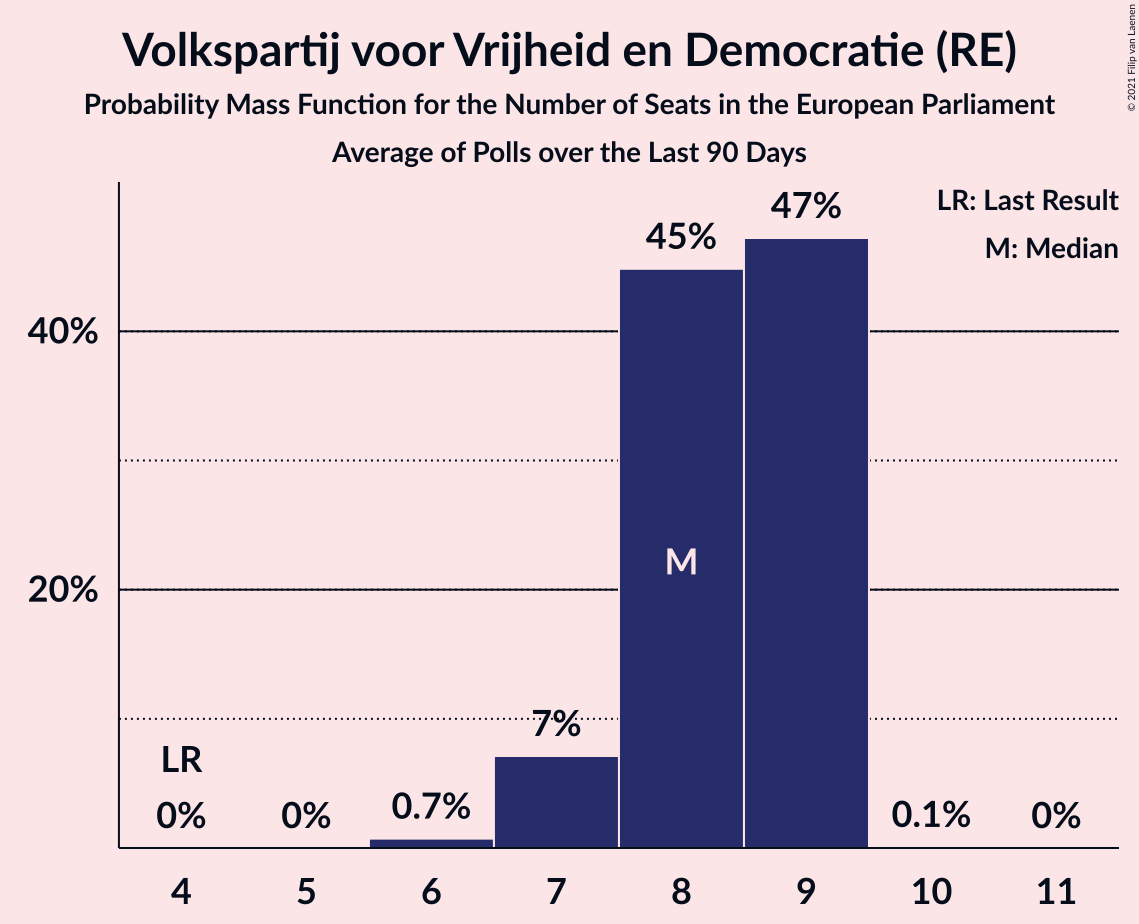 Volkspartij voor Vrijheid en Democratie (RE)
Probability Mass Function for the Number of Seats in the European Parliament
Average of Polls over the Last 90 Days
© 2021 Filip van Laenen
LR: Last Result
M: Median
40%
20%
LR
0%
0%
0.7%
7%
45%
M
47%
0.1%
0%
4 5 6 7 8 9 10 11